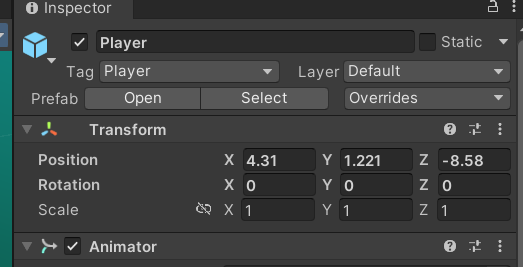 Inspector
Player Static
Tag Player Layer Default
Prefab Open Select Overrides
Transform
Position X 4.31 Y 1.221 Z -8.58
Rotation X 0 Y 0 Z 0
Scale X 1 Y 1 Z 1
Animator